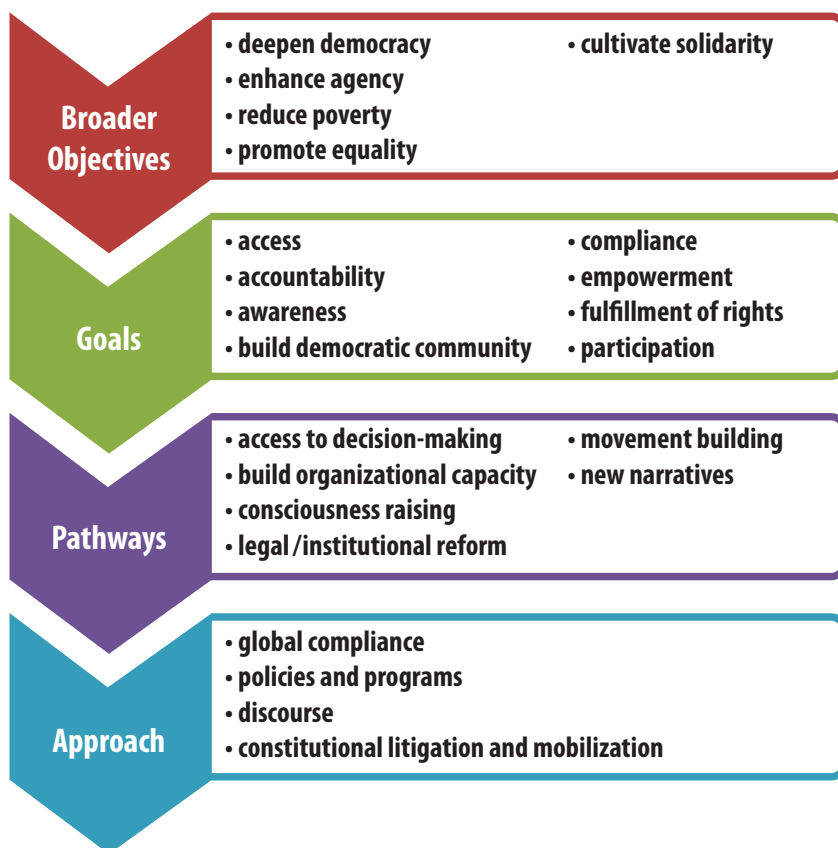 Broader
Objectives
• deepen democracy
• enhance agency
• reduce poverty
• promote equality
• cultivate solidarity
Goals
• access
• accountability
• awareness
• build democratic community
• compliance
• empowerment
• fulfillment of rights
• participation
Pathways
• access to decision-making
• build organizational capacity
• consciousness raising
• legal/institutional reform
• movement building
• new narratives
Approach
• global compliance
• policies and programs
• discourse
• constitutional litigation and mobilization